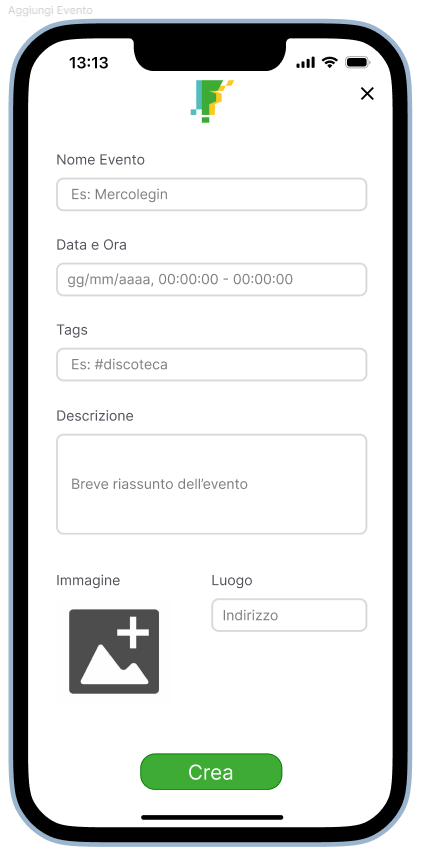 Aggiungi Evento
13:13
Nome Evento
Es: Mercolegin
Data e Ora
gg/mm/aaaa, 00:00:00 - 00:00:00
Tags
Es: #discoteca
Descrizione
Breve riassunto dell’evento
Immagine
Luogo
Indirizzo
Crea